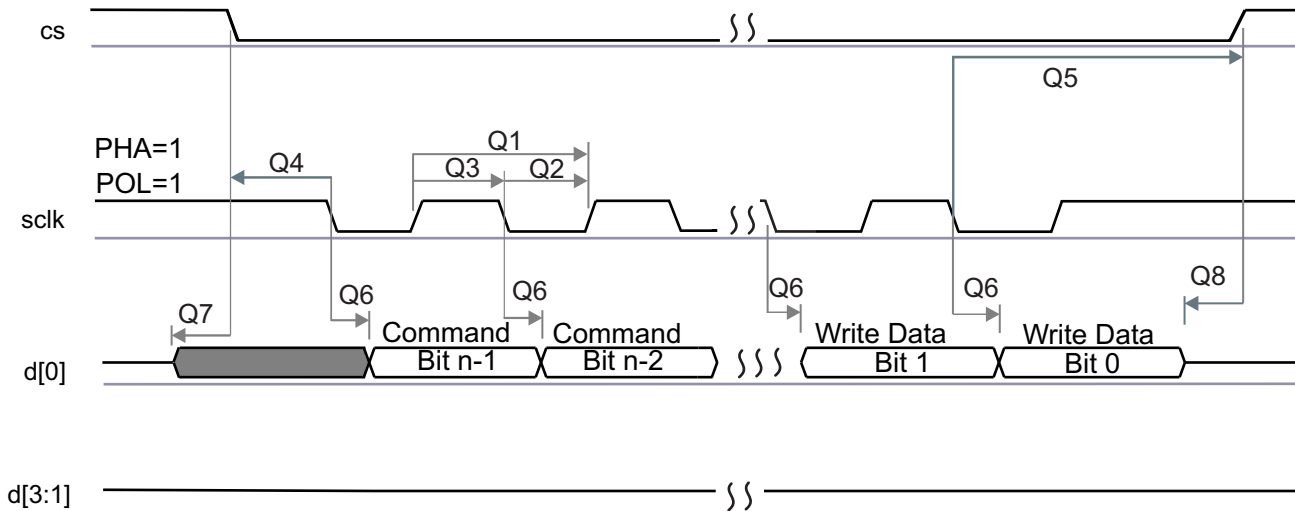 cs
Q5
PHA=1
POL=1
Q4
Q1
Q3
Q2
sclk
Q7
Q6
Q6
Q6
Q6
Q8
Command
Bit n-1
Command
Bit n-2
Write Data
Bit 1
Write Data
Bit 0
d[0]
d[3:1]